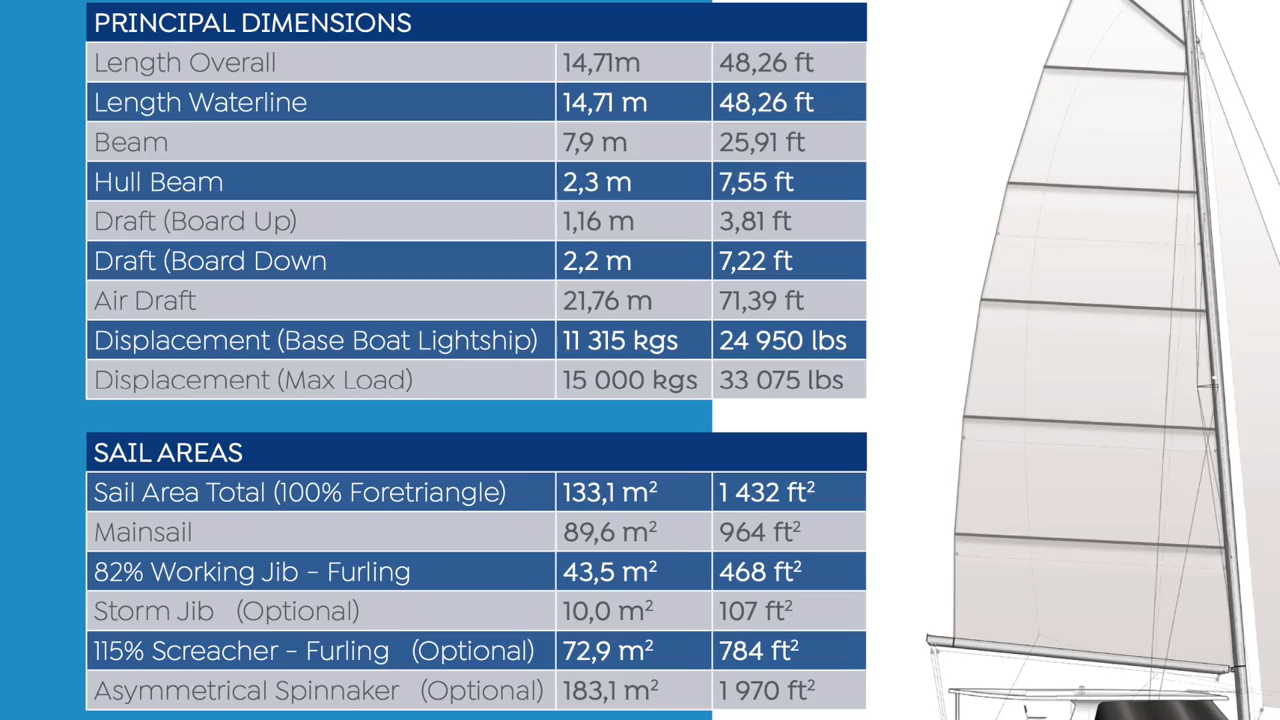 PRINCIPAL DIMENSIONS
Length Overall 14,71m 48,26 ft
Length Waterline 14,71 m 48,26 ft
Beam 7,9 m 25,91 ft
Hull Beam 2,3 m 7,55 ft
Draft (Board Up) 1,16 m 3,81 ft
Draft (Board Down 2,2 m 7,22 ft
Air Draft 21,76 m 71,39 ft
Displacement (Base Boat Lightship) 11 315 kgs 24 950 lbs
Displacement (Max Load) 15 000 kgs 33 075 lbs
SAIL AREAS
Sail Area Total (100% Foretriangle) 133,1 m² 1 432 ft²
Mainsail 89,6 m² 964 ft²
82% Working Jib - Furling 43,5 m² 468 ft²
Storm Jib (Optional) 10,0 m² 107 ft²
115% Screacher - Furling (Optional) 72,9 m² 784 ft²
Asymmetrical Spinnaker (Optional) 183,1 m² 1 970 ft²